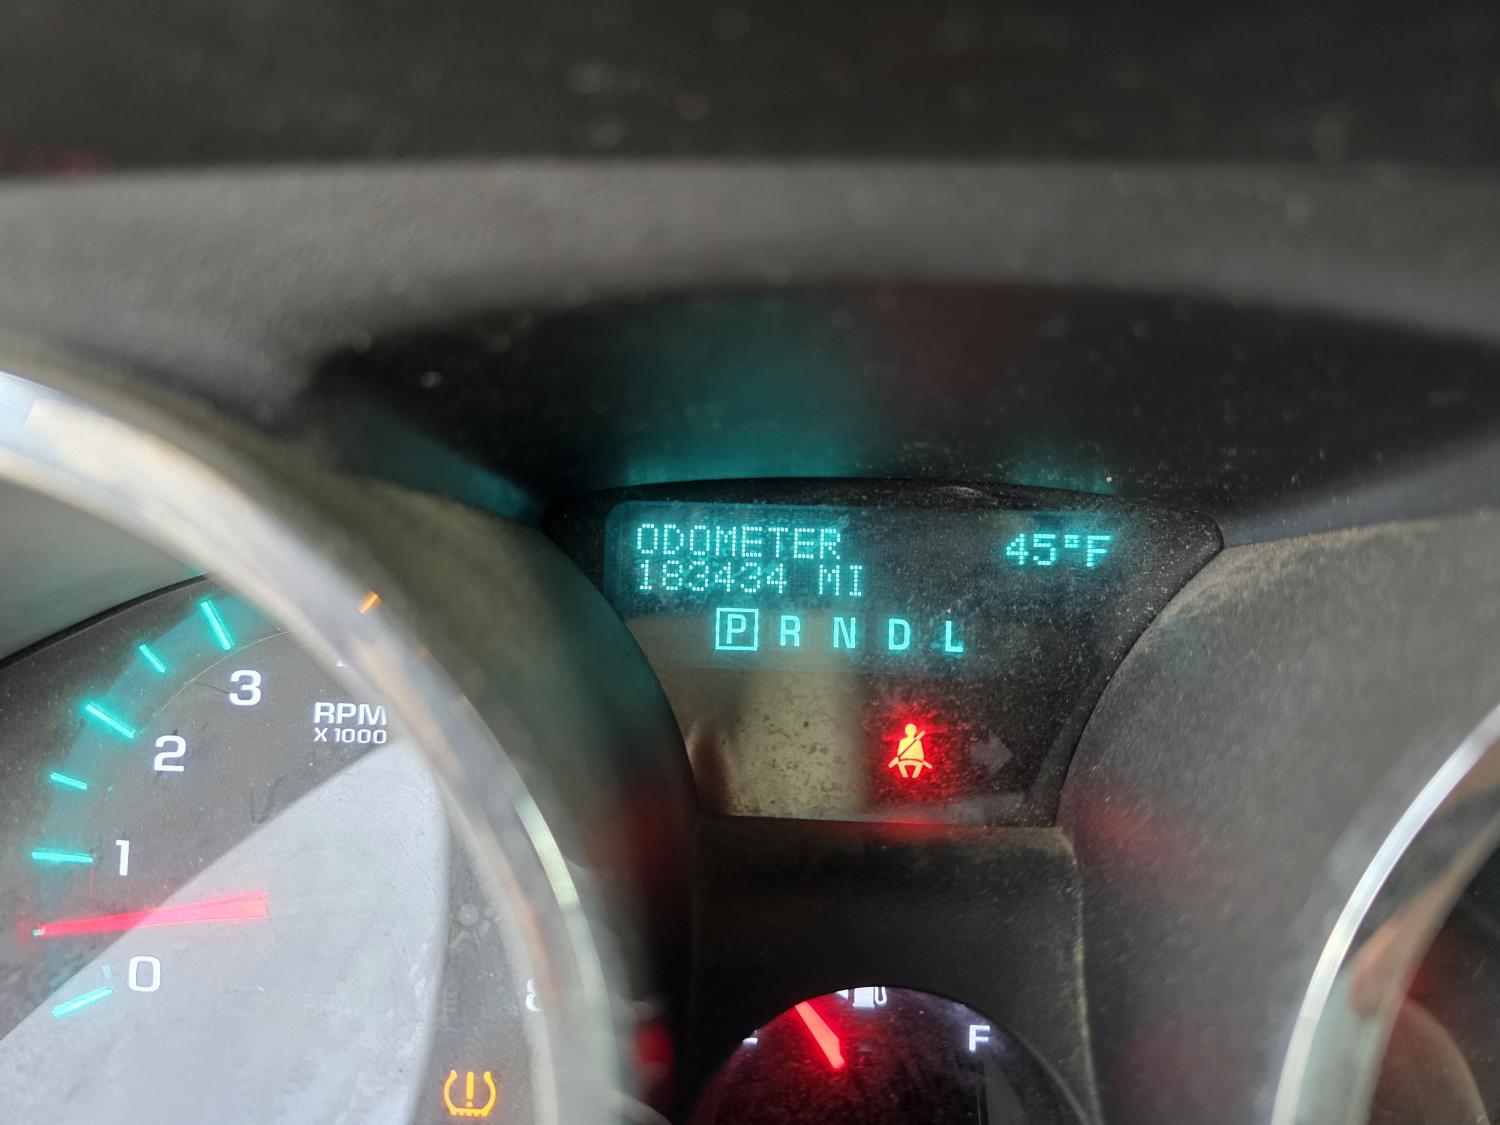 ODOMETER 45°F
183434 MI
P R N D L
3
RPM
X 1000
2
1
0
F